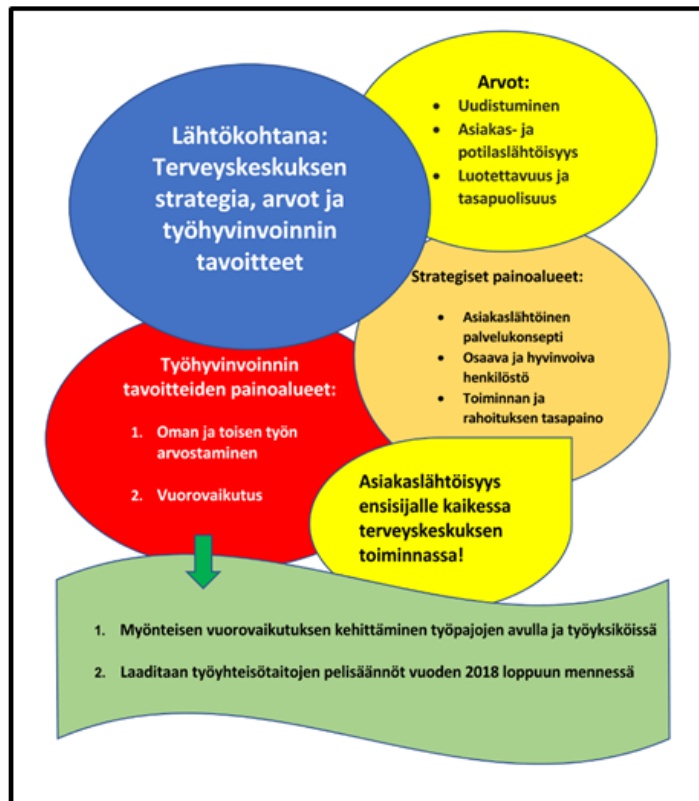 Lähtökohtana:
Terveyskeskuksen
strategia, arvot ja
työhyvinvoinnin
tavoitteet
Arvot:
• Uudistuminen
• Asiakas- ja
potilaslähtöisyys
• Luotettavuus ja
tasapuolisuus
Strategiset painoalueet:
• Asiakaslähtöinen
palvelukonsepti
• Osaava ja hyvinvoiva
henkilöstö
• Toiminnan ja
rahoituksen tasapaino
Työhyvinvoinnin
tavoitteiden painoalueet:
1. Oman ja toisen työn
arvostaminen
2. Vuorovaikutus
Asiakaslähtöisyys
ensisijalle kaikessa
terveyskeskuksen
toiminnassa!
1. Myönteisen vuorovaikutuksen kehittäminen työpajojen avulla ja työyksiköissä
2. Laaditaan työyhteisötaitojen pelisäännöt vuoden 2018 loppuun mennessä